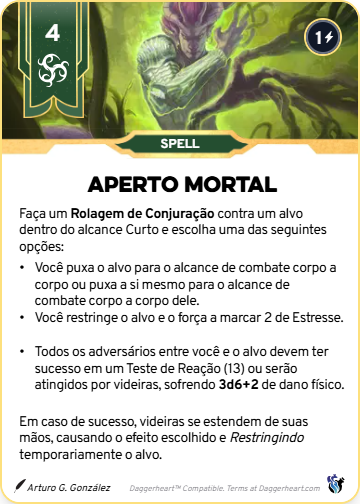 4
1
SPELL
APERTO MORTAL
Faça um Rolagem de Conjuração contra um alvo
dentro do alcance Curto e escolha uma das seguintes
opções:
• Você puxa o alvo para o alcance de combate corpo a
corpo ou puxa a si mesmo para o alcance de
combate corpo a corpo dele.
• Você restringe o alvo e o força a marcar 2 de Estresse.
• Todos os adversários entre você e o alvo devem ter
sucesso em um Teste de Reação (13) ou serão
atingidos por videiras, sofrendo 3d6+2 de dano físico.
Em caso de sucesso, videiras se estendem de suas
mãos, causando o efeito escolhido e Restringindo
temporariamente o alvo.
Arturo G. González
Daggerheart™ Compatible. Terms at Daggerheart.com